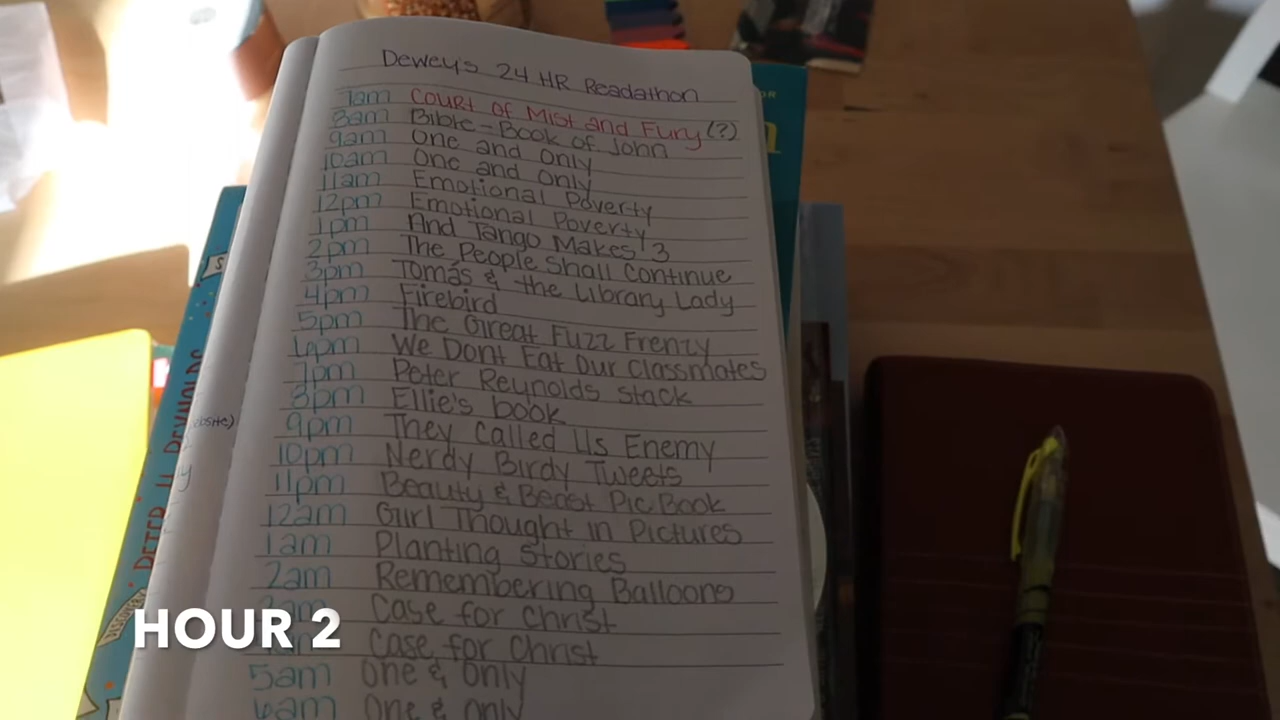 Dewey's 24 HR Readathon
7am Court of Mist and Fury (?)
8am Bible - Book of John
9am One and Only
10am One and Only
11am Emotional Poverty
12pm Emotional Poverty
1pm And Tango Makes 3
2pm The People Shall Continue
3pm Tomás & the Library Lady
4pm Firebird
5pm The Great Fuzz Frenzy
6pm We Dont Eat Our Classmates
7pm Peter Reynolds stack
8pm Ellie's book
9pm They Called Us Enemy
10pm Nerdy Birdy Tweets
11pm Beauty & Beast Pic Book
12am Girl Thought in Pictures
1am Planting Stories
2am Remembering Balloons
Case for Christ
Case for Christ
5am One & Only
6am One & Only
PETER H. REYNOLDS
HOUR 2